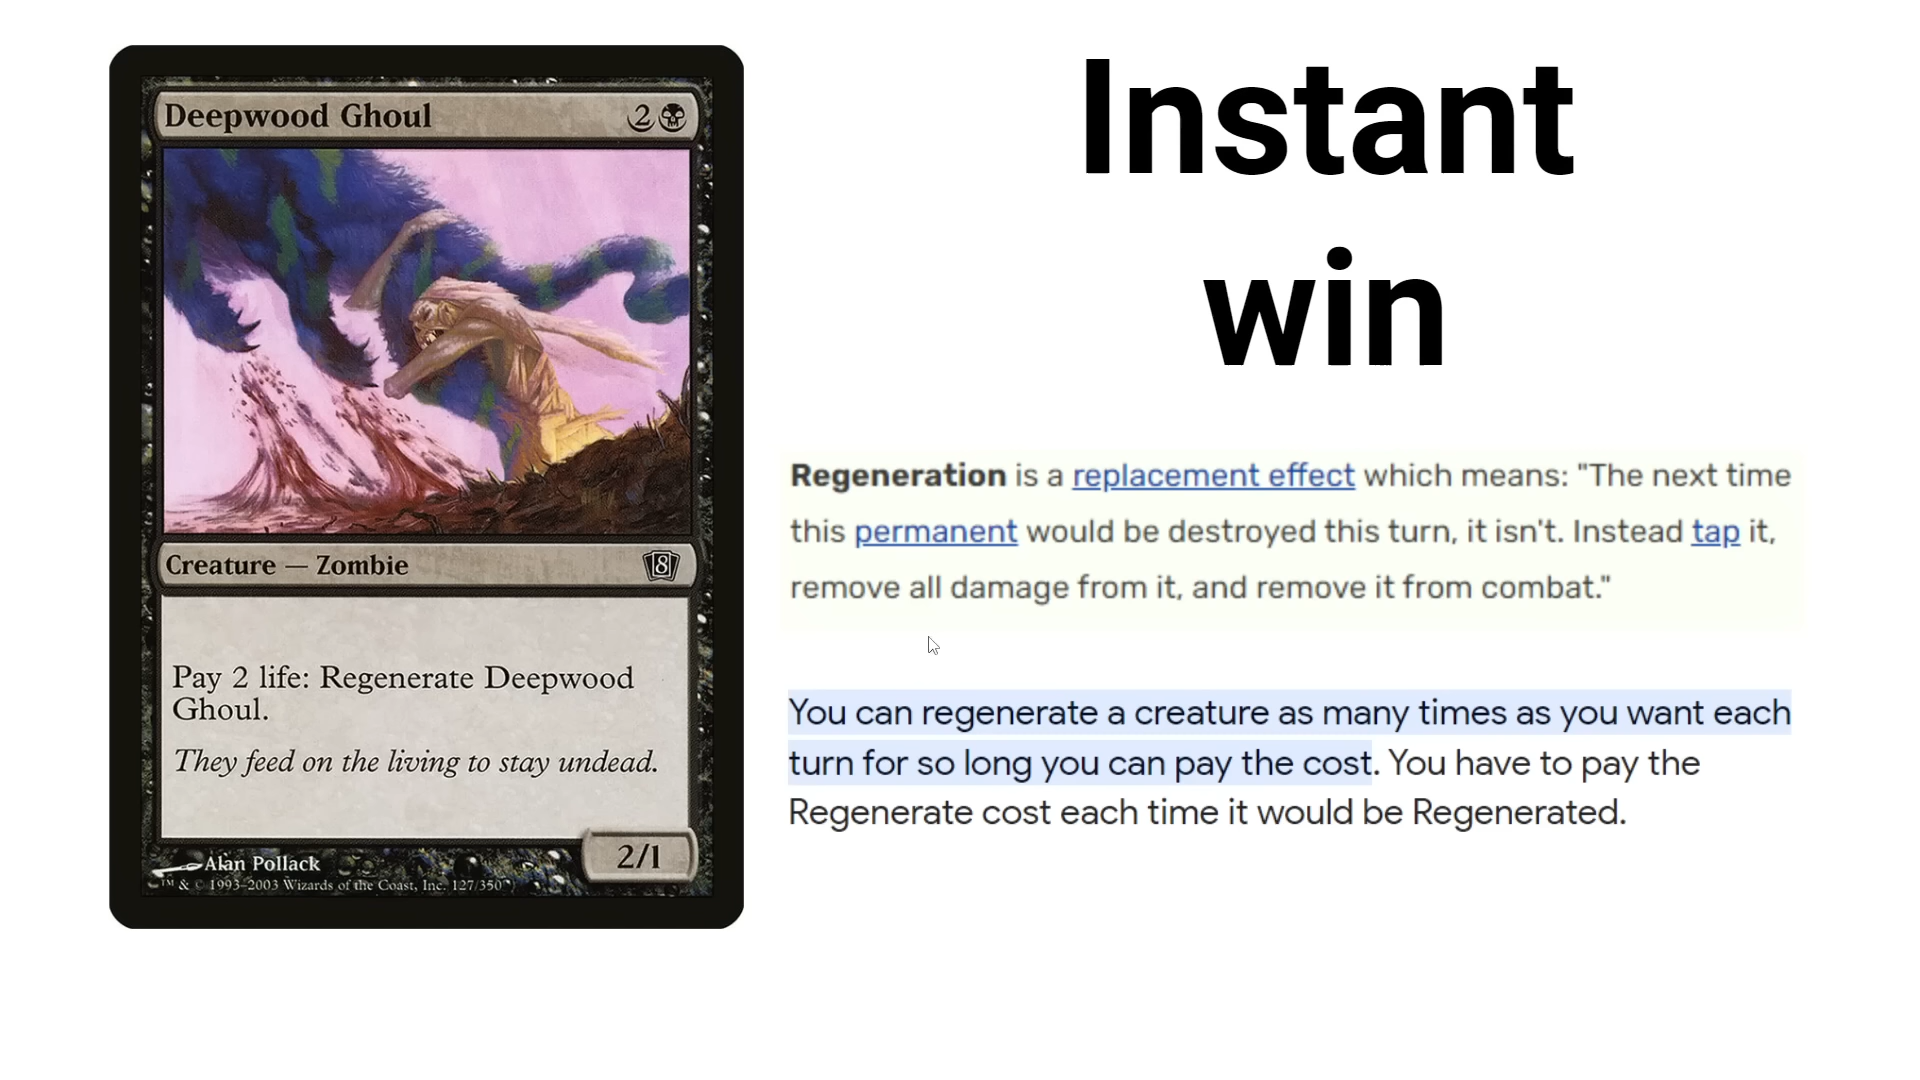 Deepwood Ghoul 2
Creature — Zombie
8
Pay 2 life: Regenerate Deepwood
Ghoul.
They feed on the living to stay undead.
2/1
Alan Pollack
™ & © 1993–2003 Wizards of the Coast, Inc. 127/350
Instant
win
Regeneration is a replacement effect which means: "The next time
this permanent would be destroyed this turn, it isn't. Instead tap it,
remove all damage from it, and remove it from combat."
You can regenerate a creature as many times as you want each
turn for so long you can pay the cost. You have to pay the
Regenerate cost each time it would be Regenerated.